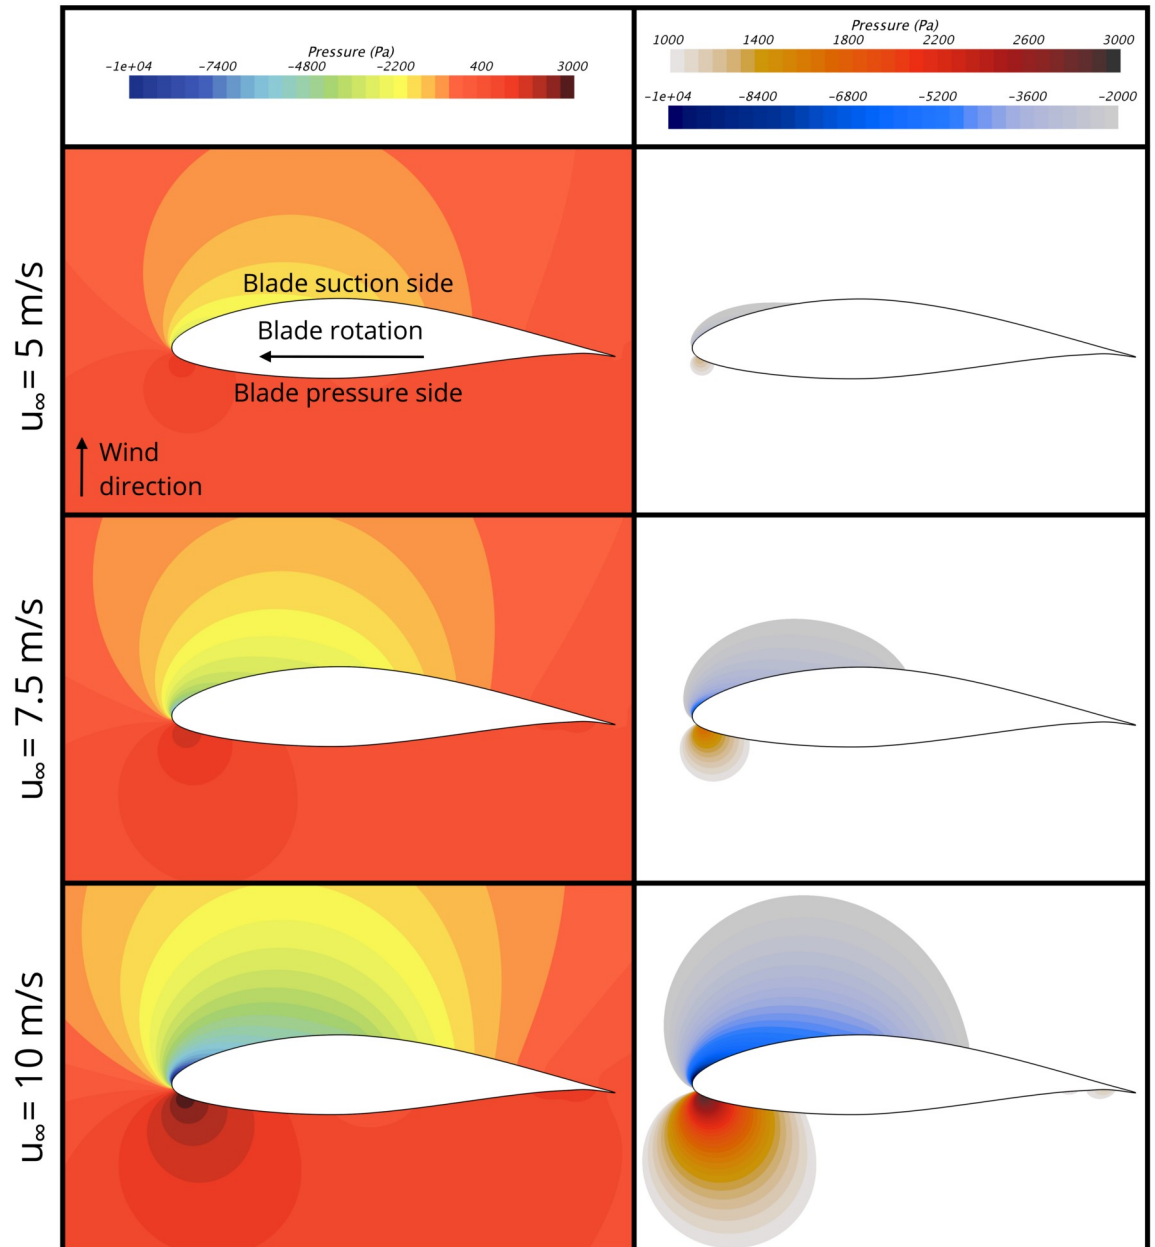 Pressure (Pa)
-1e+04 -7400 -4800 -2200 400 3000
Pressure (Pa)
1000 1400 1800 2200 2600 3000
-1e+04 -8400 -6800 -5200 -3600 -2000
u∞= 5 m/s
Blade suction side
Blade rotation
Blade pressure side
Wind
direction
u∞= 7.5 m/s
u∞= 10 m/s